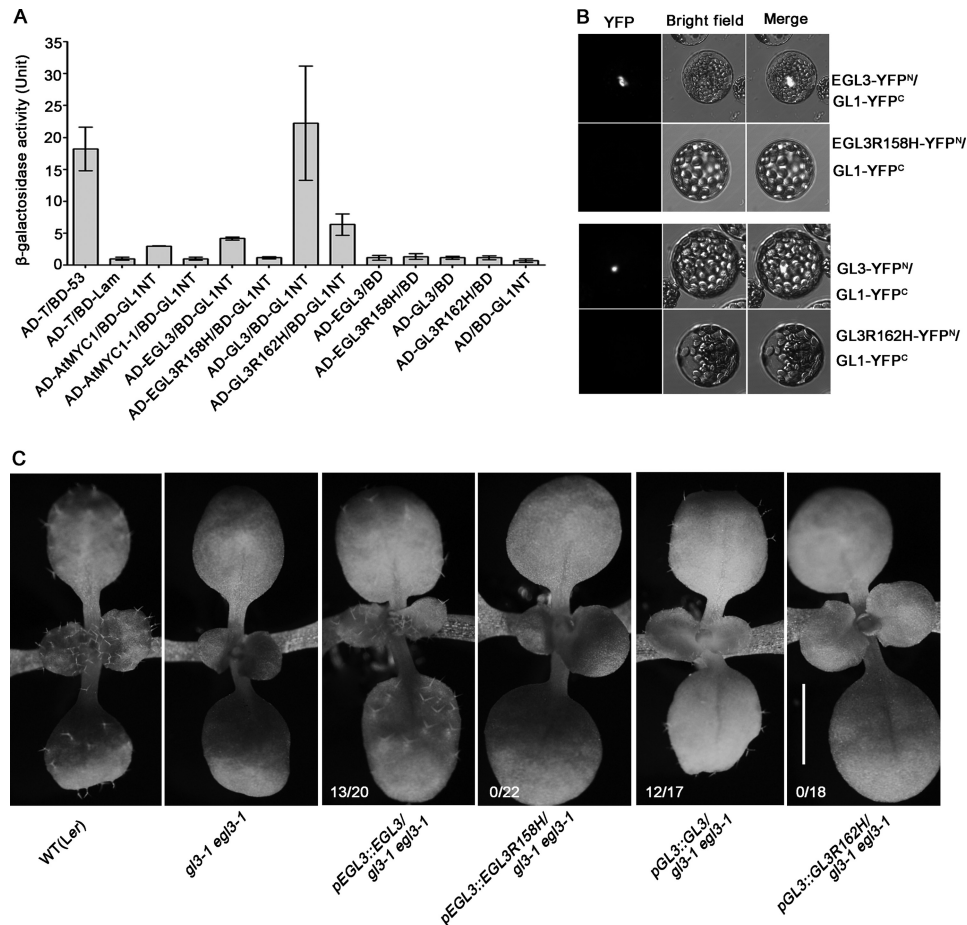 A
β-galactosidase activity (Unit)
35
30
25
20
15
10
5
0
AD-T/BD-53
AD-T/BD-Lam
AD-AtMYC1/BD-GL1NT
AD-AtMYC1-1/BD-GL1NT
AD-EGL3/BD-GL1NT
AD-EGL3R158H/BD-GL1NT
AD-GL3/BD-GL1NT
AD-GL3R162H/BD-GL1NT
AD-EGL3/BD
AD-EGL3R158H/BD
AD-GL3/BD
AD-GL3R162H/BD
AD/BD-GL1NT
B
YFP Bright field Merge
EGL3-YFPᴺ/
GL1-YFPᶜ
EGL3R158H-YFPᴺ/
GL1-YFPᶜ
GL3-YFPᴺ/
GL1-YFPᶜ
GL3R162H-YFPᴺ/
GL1-YFPᶜ
C
13/20
0/22
12/17
0/18
WT(Ler)
gl3-1 egl3-1
pEGL3::EGL3/
gl3-1 egl3-1
pEGL3::EGL3R158H/
gl3-1 egl3-1
pGL3::GL3/
gl3-1 egl3-1
pGL3::GL3R162H/
gl3-1 egl3-1